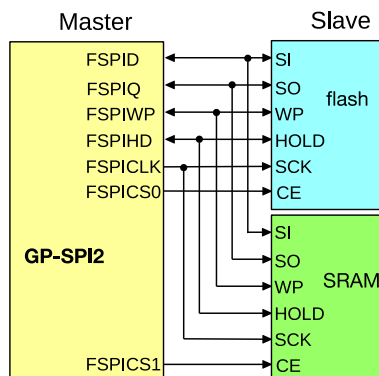 Master
Slave
FSPID
SI
FSPIQ
SO
flash
FSPIWP
WP
FSPIHD
HOLD
FSPICLK
SCK
FSPICS0
CE
SI
GP-SPI2
SO
SRAM
WP
HOLD
SCK
FSPICS1
CE